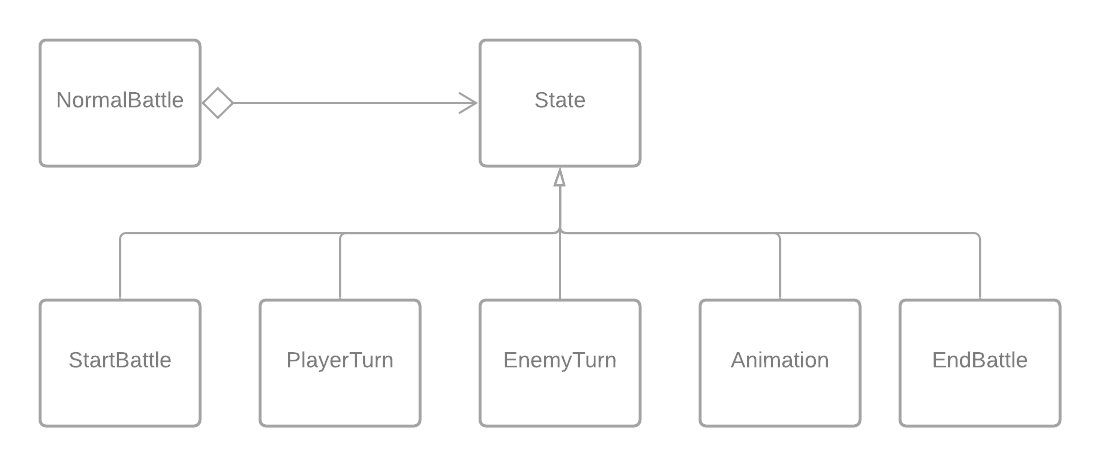 NormalBattle
State
StartBattle
PlayerTurn
EnemyTurn
Animation
EndBattle